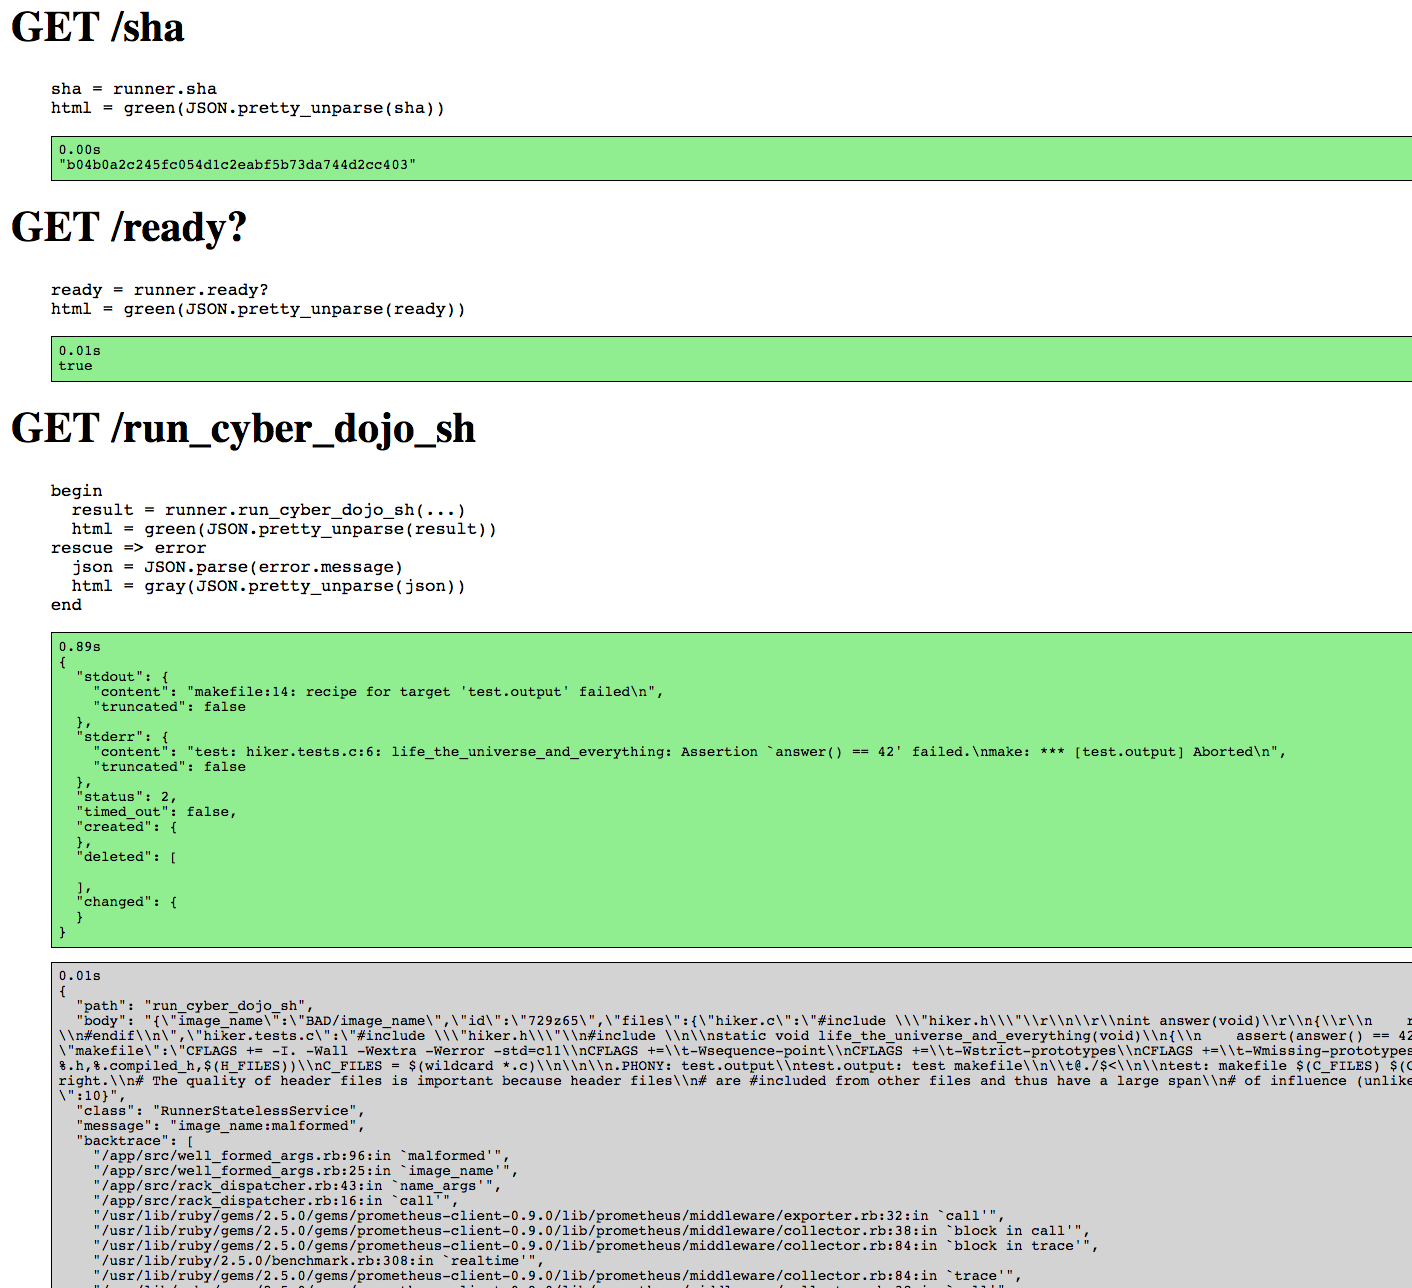 GET /sha
sha = runner.sha
html = green(JSON.pretty_unparse(sha))
0.00s
"b04b0a2c245fc054d1c2eabf5b73da744d2cc403"
GET /ready?
ready = runner.ready?
html = green(JSON.pretty_unparse(ready))
0.01s
true
GET /run_cyber_dojo_sh
begin
  result = runner.run_cyber_dojo_sh(...)
  html = green(JSON.pretty_unparse(result))
rescue => error
  json = JSON.parse(error.message)
  html = gray(JSON.pretty_unparse(json))
end
0.89s
{
  "stdout": {
    "content": "makefile:14: recipe for target 'test.output' failed\n",
    "truncated": false
  },
  "stderr": {
    "content": "test: hiker.tests.c:6: life_the_universe_and_everything: Assertion `answer() == 42' failed.\nmake: *** [test.output] Aborted\n",
    "truncated": false
  },
  "status": 2,
  "timed_out": false,
  "created": {
  },
  "deleted": [
  ],
  "changed": {
  }
}
0.01s
{
  "path": "run_cyber_dojo_sh",
  "body": "{\"image_name\":\"BAD/image_name\",\"id\":\"729z65\",\"files\":{\"hiker.c\":\"#include \\\"hiker.h\\\"\\r\\n\\r\\nint answer(void)\\r\\n{\\r\\n    r
\\n#endif\\n\",\"hiker.tests.c\":\"#include \\\"hiker.h\\\"\\n#include \\n\\nstatic void life_the_universe_and_everything(void)\\n{\\n    assert(answer() == 42
\"makefile\":\"CFLAGS += -I. -Wall -Wextra -Werror -std=c11\\nCFLAGS +=\\t-Wsequence-point\\nCFLAGS +=\\t-Wstrict-prototypes\\nCFLAGS +=\\t-Wmissing-prototypes
%.h,%.compiled_h,$(H_FILES))\\nC_FILES = $(wildcard *.c)\\n\\n\\n.PHONY: test.output\\ntest.output: test makefile\\n\\t@./$<\\n\\ntest: makefile $(C_FILES) $(C
right.\\n# The quality of header files is important because header files\\n# are #included from other files and thus have a large span\\n# of influence (unlike
\":10}",
  "class": "RunnerStatelessService",
  "message": "image_name:malformed",
  "backtrace": [
    "/app/src/well_formed_args.rb:96:in `malformed'",
    "/app/src/well_formed_args.rb:25:in `image_name'",
    "/app/src/rack_dispatcher.rb:43:in `name_args'",
    "/app/src/rack_dispatcher.rb:16:in `call'",
    "/usr/lib/ruby/gems/2.5.0/gems/prometheus-client-0.9.0/lib/prometheus/middleware/exporter.rb:32:in `call'",
    "/usr/lib/ruby/gems/2.5.0/gems/prometheus-client-0.9.0/lib/prometheus/middleware/collector.rb:38:in `block in call'",
    "/usr/lib/ruby/gems/2.5.0/gems/prometheus-client-0.9.0/lib/prometheus/middleware/collector.rb:84:in `block in trace'",
    "/usr/lib/ruby/2.5.0/benchmark.rb:308:in `realtime'",
    "/usr/lib/ruby/gems/2.5.0/gems/prometheus-client-0.9.0/lib/prometheus/middleware/collector.rb:84:in `trace'",